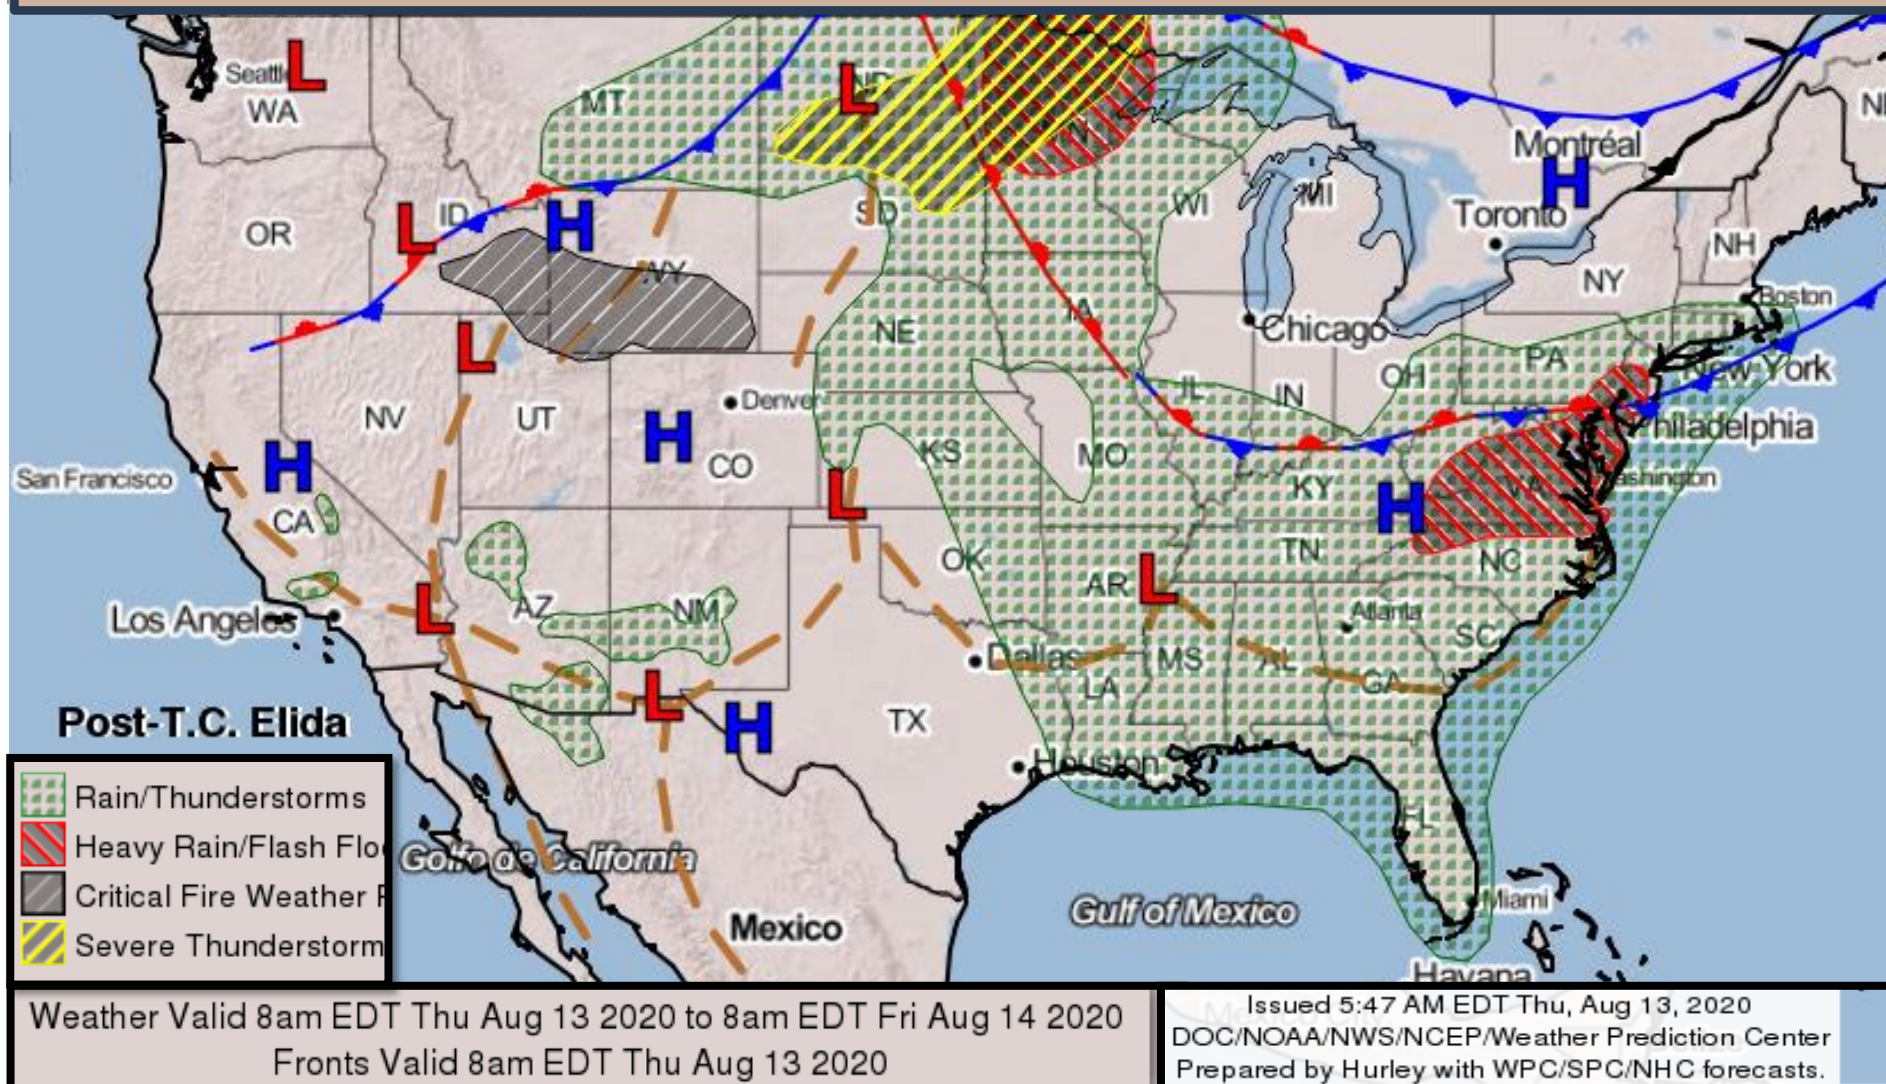 Seattle
WA
MT
ND
Montréal
OR
ID
SD
WI
MI
Toronto
NH
WY
NY
Boston
NE
IA
Chicago
PA
New York
NV
UT
Denver
IL
IN
OH
Philadelphia
San Francisco
CO
KS
MO
KY
VA
ashington
CA
OK
TN
NC
Los Angeles
AZ
NM
AR
Atlanta
SC
Dallas
MS
AL
GA
LA
Post-T.C. Elida
TX
Houston
FL
Rain/Thunderstorms
Heavy Rain/Flash Floo
Critical Fire Weather
Severe Thunderstorm
Golfo de California
Mexico
Gulf of Mexico
Miami
Havana
L
L
L
L
L
L
L
L
H
H
H
H
H
H
Weather Valid 8am EDT Thu Aug 13 2020 to 8am EDT Fri Aug 14 2020
Fronts Valid 8am EDT Thu Aug 13 2020
Issued 5:47 AM EDT Thu, Aug 13, 2020
DOC/NOAA/NWS/NCEP/Weather Prediction Center
Prepared by Hurley with WPC/SPC/NHC forecasts.